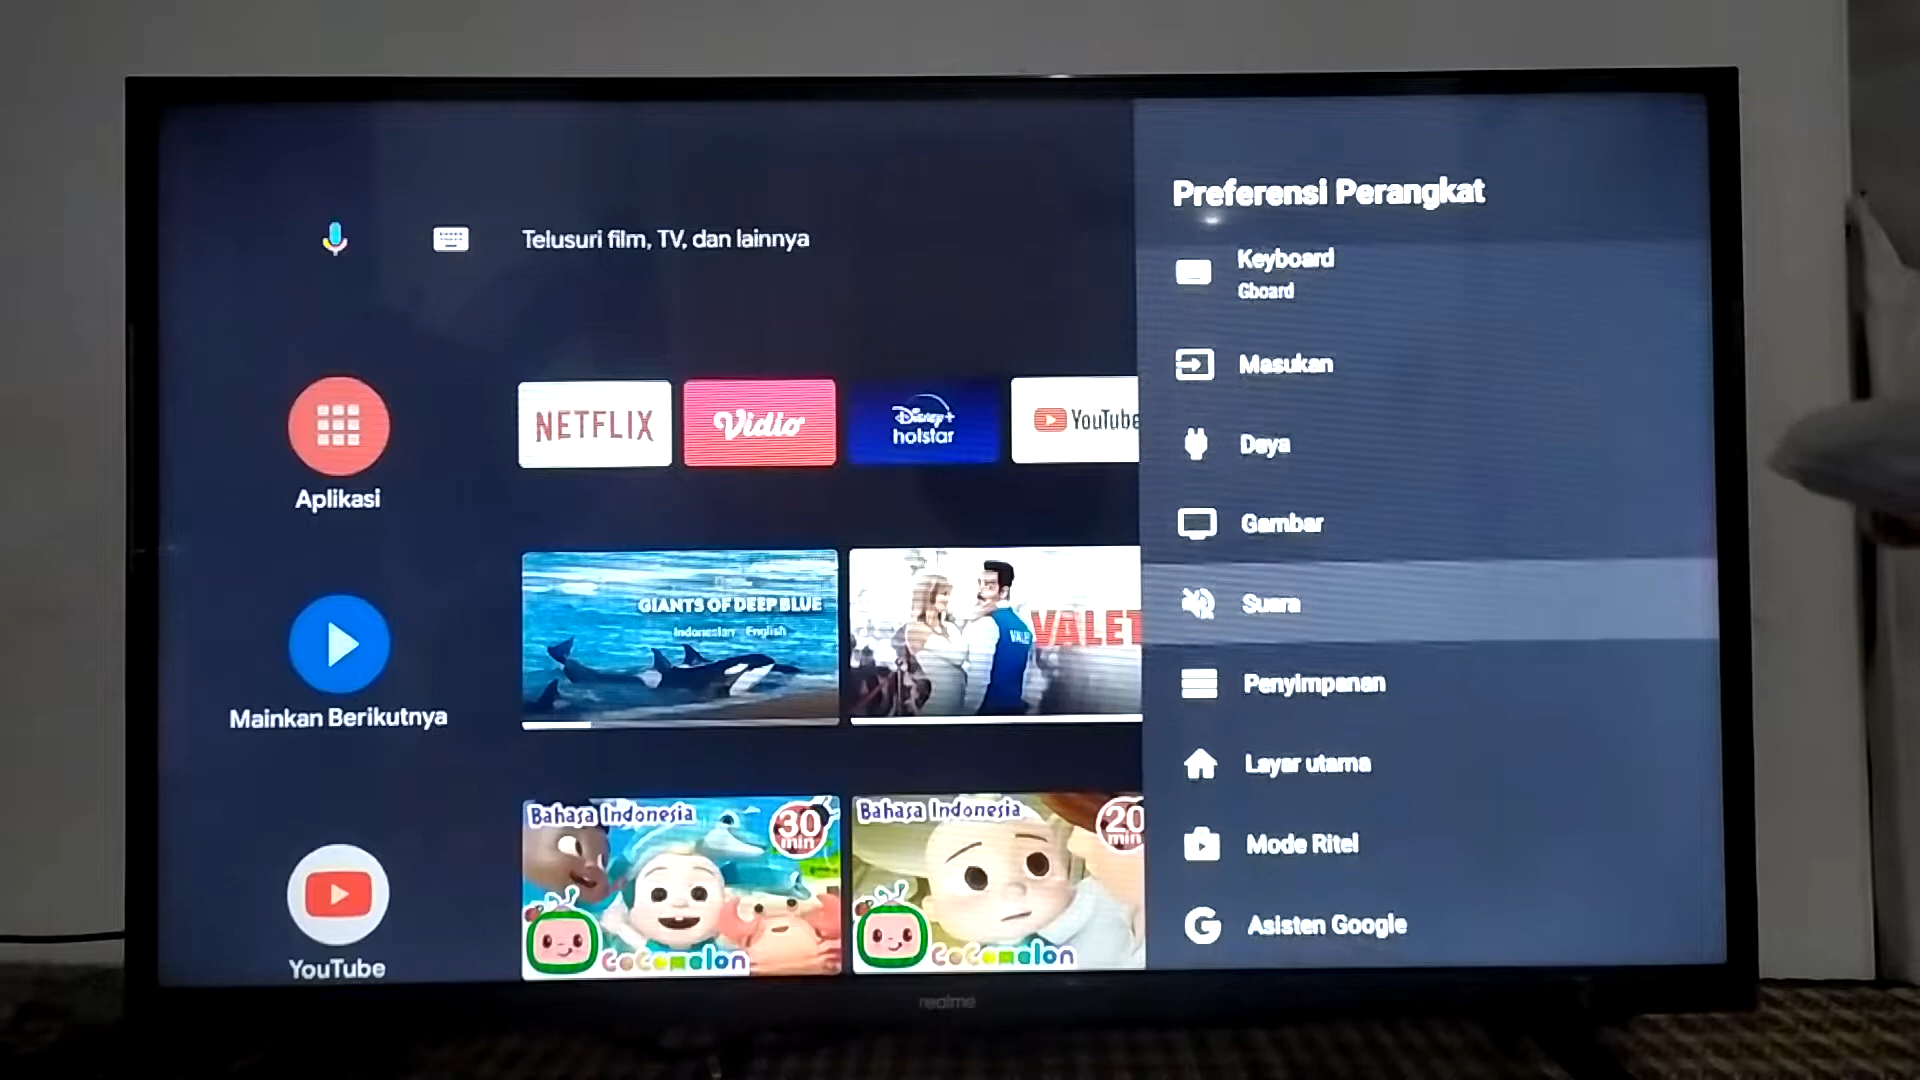 Telusuri film, TV, dan lainnya
Aplikasi
NETFLIX
Vidio
Disney+
hotstar
YouTube
Mainkan Berikutnya
GIANTS OF DEEP BLUE
Indonesian English
VALET
YouTube
Bahasa Indonesia
30
min
CoComelon
Bahasa Indonesia
20
min
CoComelon
Preferensi Perangkat
Keyboard
Gboard
Masukan
Daya
Gambar
Suara
Penyimpanan
Layar utama
Mode Ritel
Asisten Google
realme